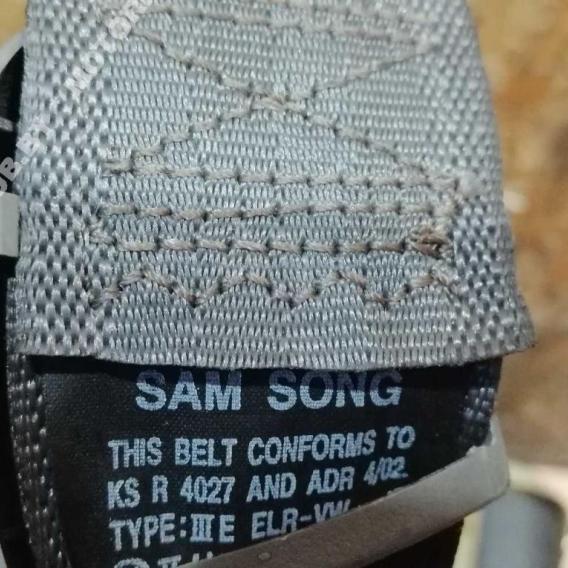 SAM SONG
THIS BELT CONFORMS TO
KS R 4027 AND ADR 4/02
TYPE:ⅢE ELR-VW